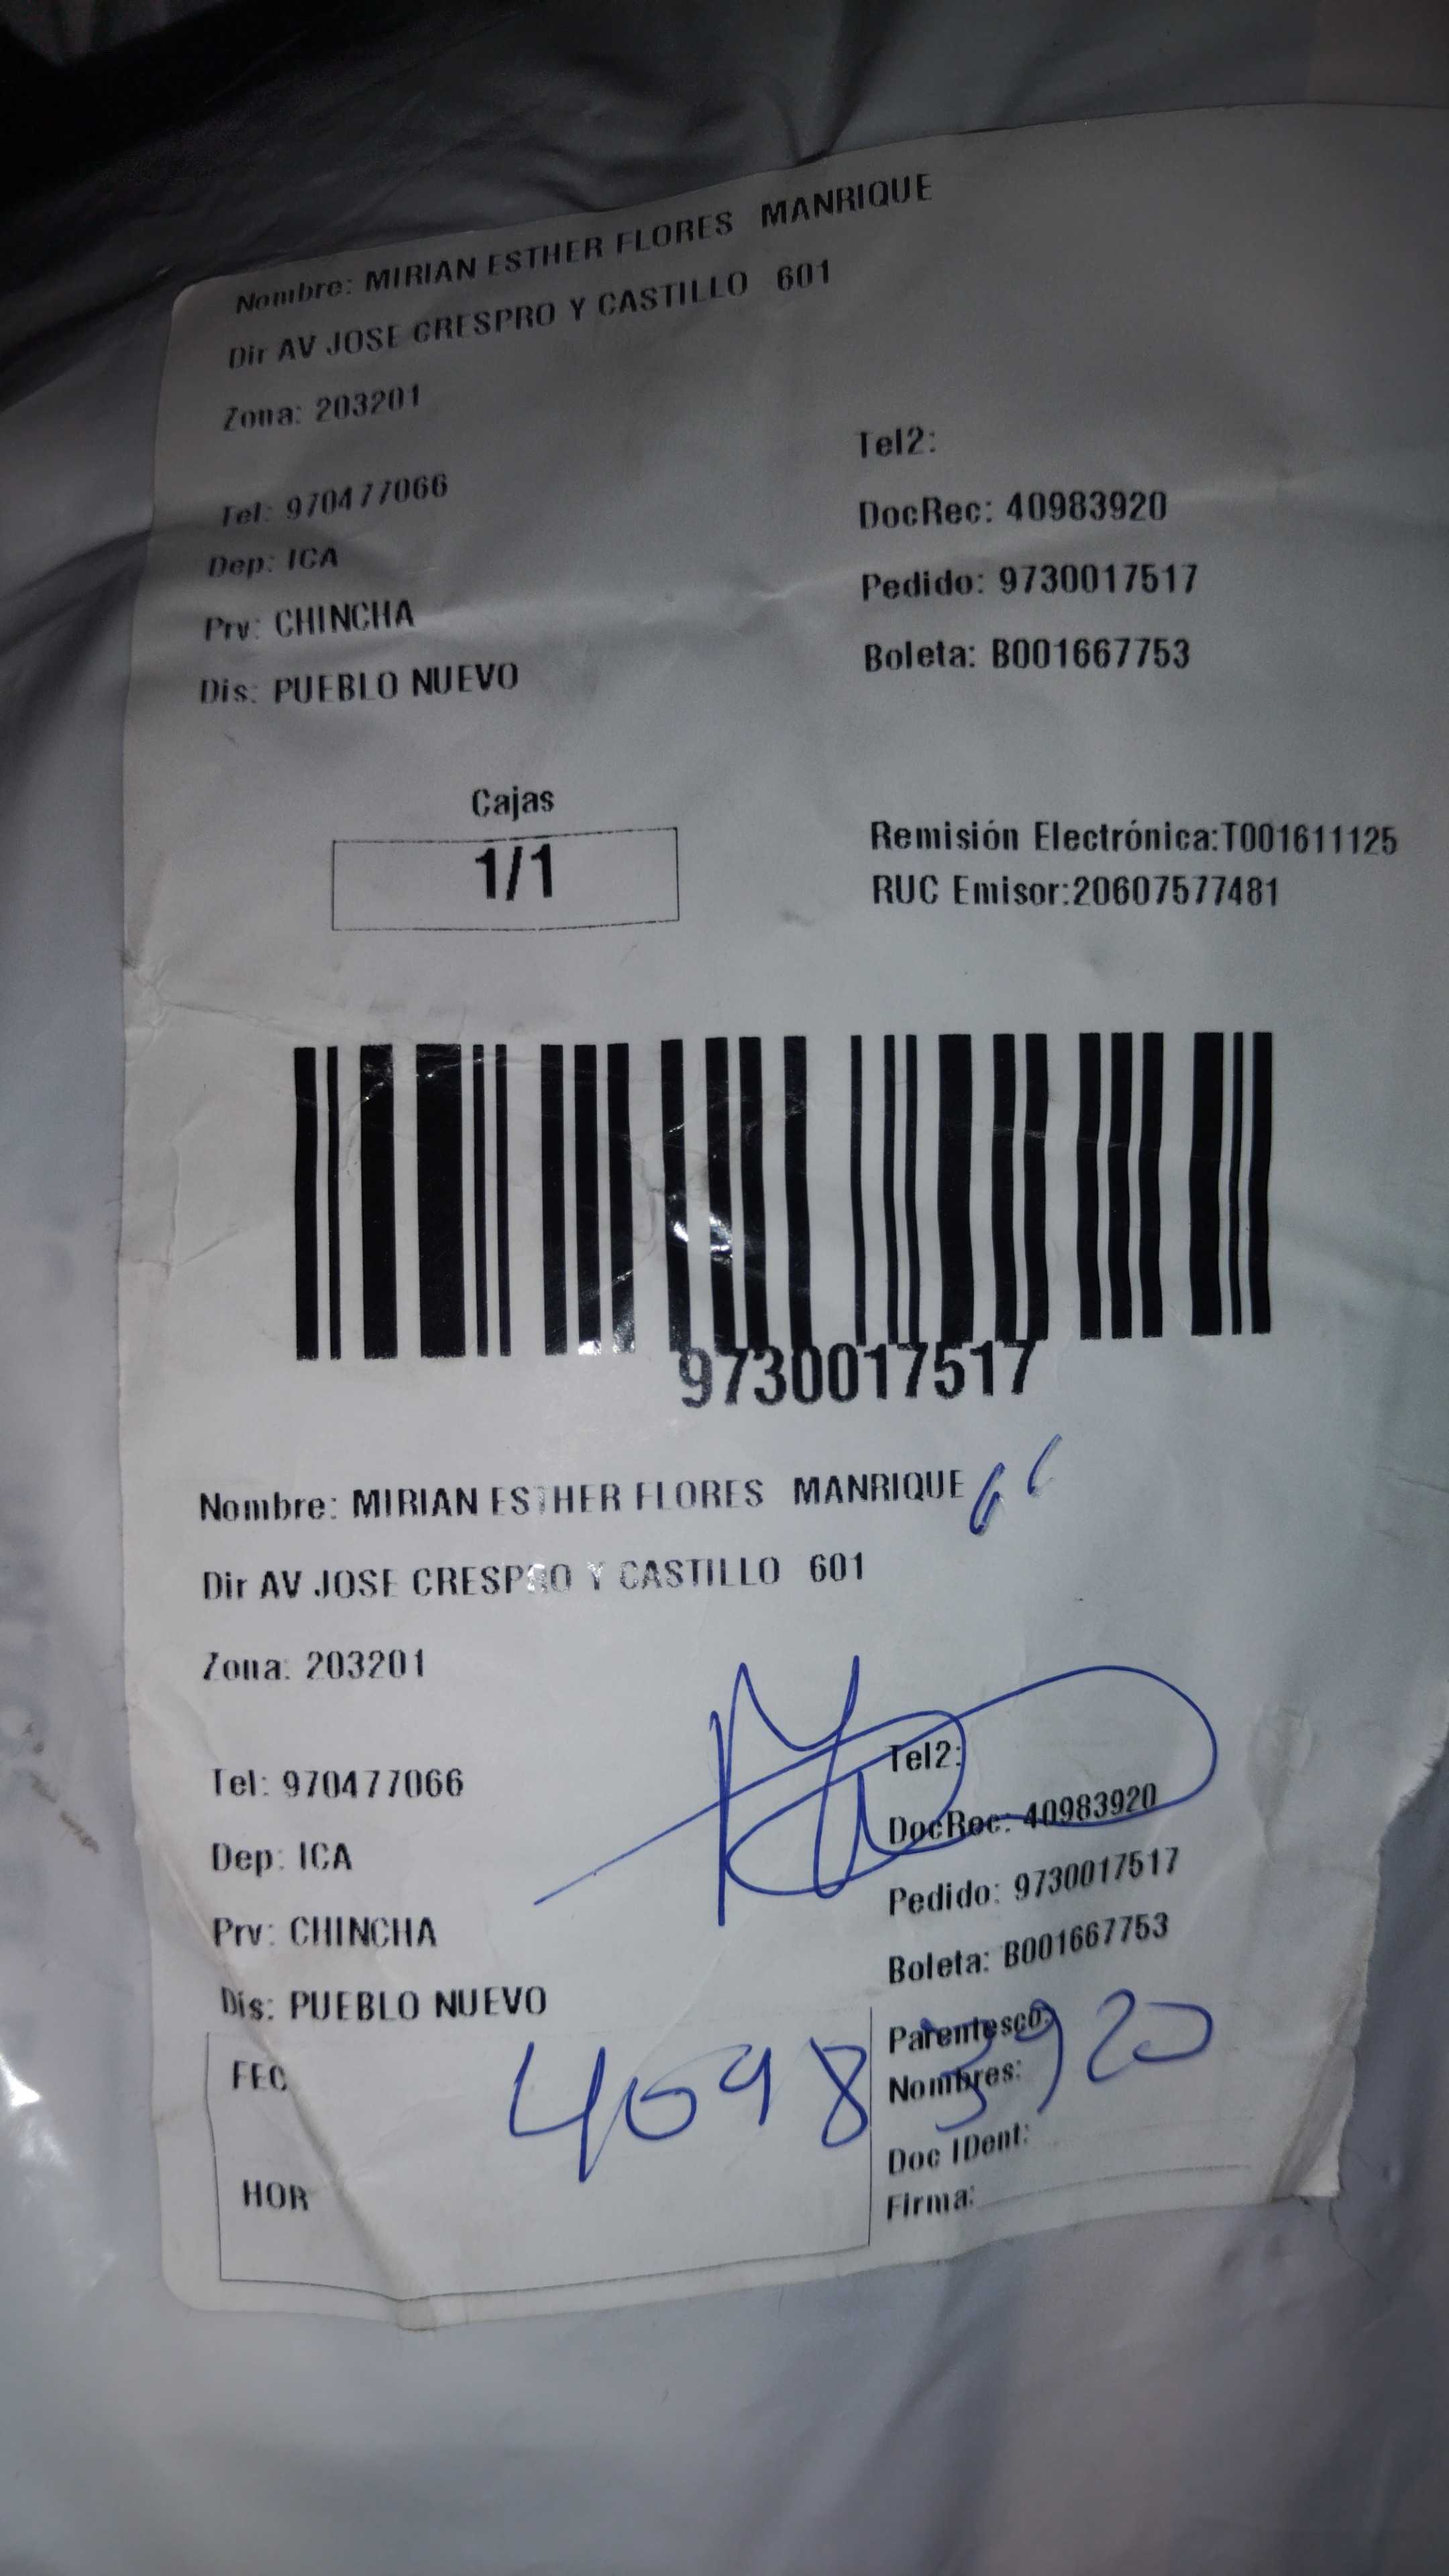 Nombre: MIRIAN ESTHER FLORES MANRIQUE
Dir AV JOSE CRESPRO Y CASTILLO 601
Zona: 203201
Tel2:
Tel: 970477066
DocRec: 40983920
Dep: ICA
Pedido: 9730017517
Prv: CHINCHA
Boleta: B001667753
Dis: PUEBLO NUEVO
Cajas
1/1
Remisión Electrónica:T001611125
RUC Emisor:20607577481
9730017517
Nombre: MIRIAN ESTHER FLORES MANRIQUE
Dir AV JOSE CRESPRO Y CASTILLO 601
Zona: 203201
Tel2:
Tel: 970477066
DocRec: 40983920
Dep: ICA
Pedido: 9730017517
Prv: CHINCHA
Boleta: B001667753
Dis: PUEBLO NUEVO
Parentesco:
FEC
40983920
Nombres:
Doc IDent:
HOR
Firma: